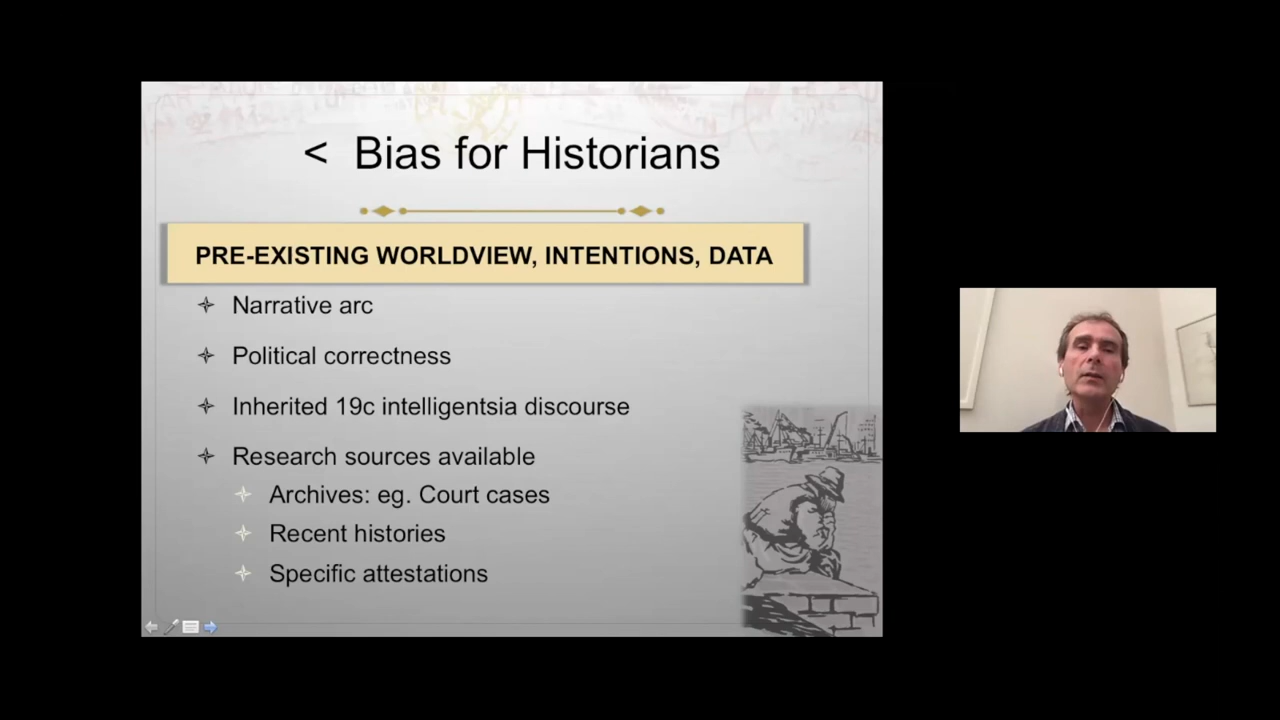 < Bias for Historians
PRE-EXISTING WORLDVIEW, INTENTIONS, DATA
Narrative arc
Political correctness
Inherited 19c intelligentsia discourse
Research sources available
Archives: eg. Court cases
Recent histories
Specific attestations